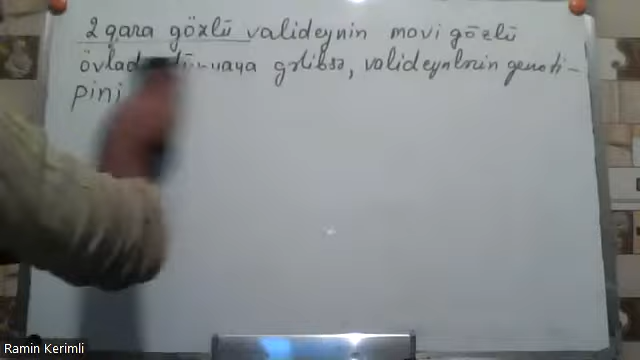 2 qara gözlü valideynin mavi gözlü
övlad dünyaya gəlibsə, valideynlərin genoti-
pini
Ramin Kerimli